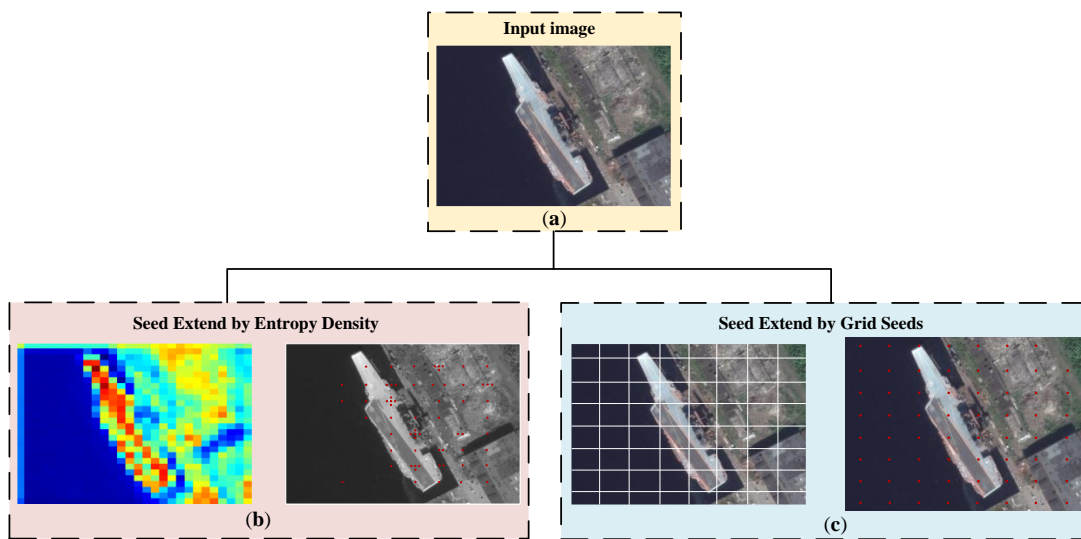 Input image
(a)
Seed Extend by Entropy Density
(b)
Seed Extend by Grid Seeds
(c)